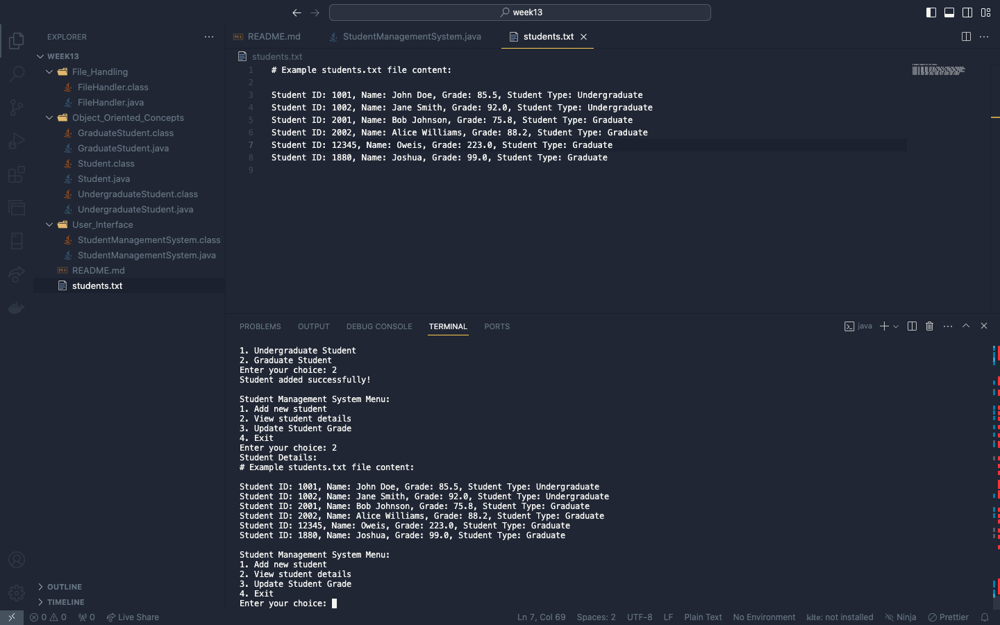 week13
EXPLORER
README.md
StudentManagementSystem.java
students.txt
WEEK13
File_Handling
FileHandler.class
FileHandler.java
Object_Oriented_Concepts
GraduateStudent.class
GraduateStudent.java
Student.class
Student.java
UndergraduateStudent.class
UndergraduateStudent.java
User_Interface
StudentManagementSystem.class
StudentManagementSystem.java
README.md
students.txt
OUTLINE
TIMELINE
students.txt
1 # Example students.txt file content:
2
3 Student ID: 1001, Name: John Doe, Grade: 85.5, Student Type: Undergraduate
4 Student ID: 1002, Name: Jane Smith, Grade: 92.0, Student Type: Undergraduate
5 Student ID: 2001, Name: Bob Johnson, Grade: 75.8, Student Type: Graduate
6 Student ID: 2002, Name: Alice Williams, Grade: 88.2, Student Type: Graduate
7 Student ID: 12345, Name: Oweis, Grade: 223.0, Student Type: Graduate
8 Student ID: 1880, Name: Joshua, Grade: 99.0, Student Type: Graduate
9
PROBLEMS OUTPUT DEBUG CONSOLE TERMINAL PORTS
java
1. Undergraduate Student
2. Graduate Student
Enter your choice: 2
Student added successfully!
Student Management System Menu:
1. Add new student
2. View student details
3. Update Student Grade
4. Exit
Enter your choice: 2
Student Details:
# Example students.txt file content:
Student ID: 1001, Name: John Doe, Grade: 85.5, Student Type: Undergraduate
Student ID: 1002, Name: Jane Smith, Grade: 92.0, Student Type: Undergraduate
Student ID: 2001, Name: Bob Johnson, Grade: 75.8, Student Type: Graduate
Student ID: 2002, Name: Alice Williams, Grade: 88.2, Student Type: Graduate
Student ID: 12345, Name: Oweis, Grade: 223.0, Student Type: Graduate
Student ID: 1880, Name: Joshua, Grade: 99.0, Student Type: Graduate
Student Management System Menu:
1. Add new student
2. View student details
3. Update Student Grade
4. Exit
Enter your choice:
0 0 0 Live Share Ln 7, Col 69 Spaces: 2 UTF-8 LF Plain Text No Environment kite: not installed Ninja Prettier